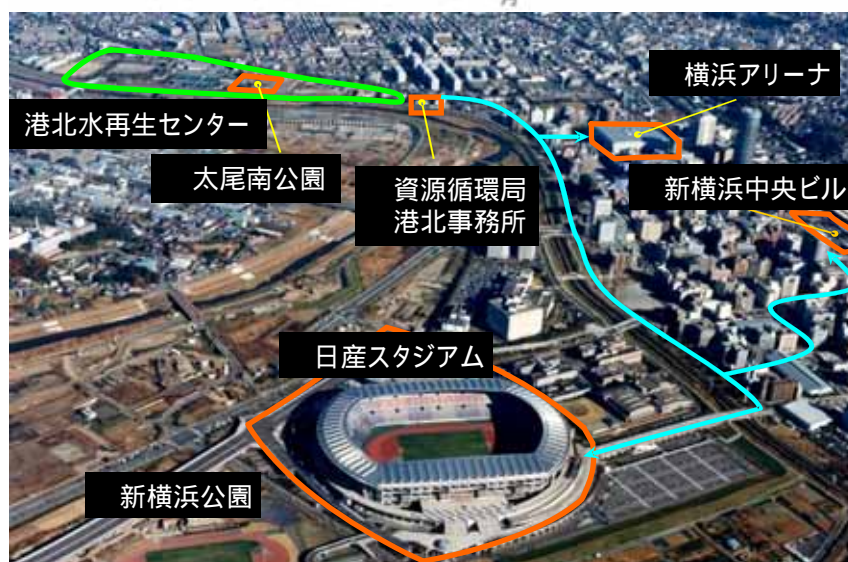 横浜アリーナ
港北水再生センター
太尾南公園
資源循環局
港北事務所
新横浜中央ビル
日産スタジアム
新横浜公園